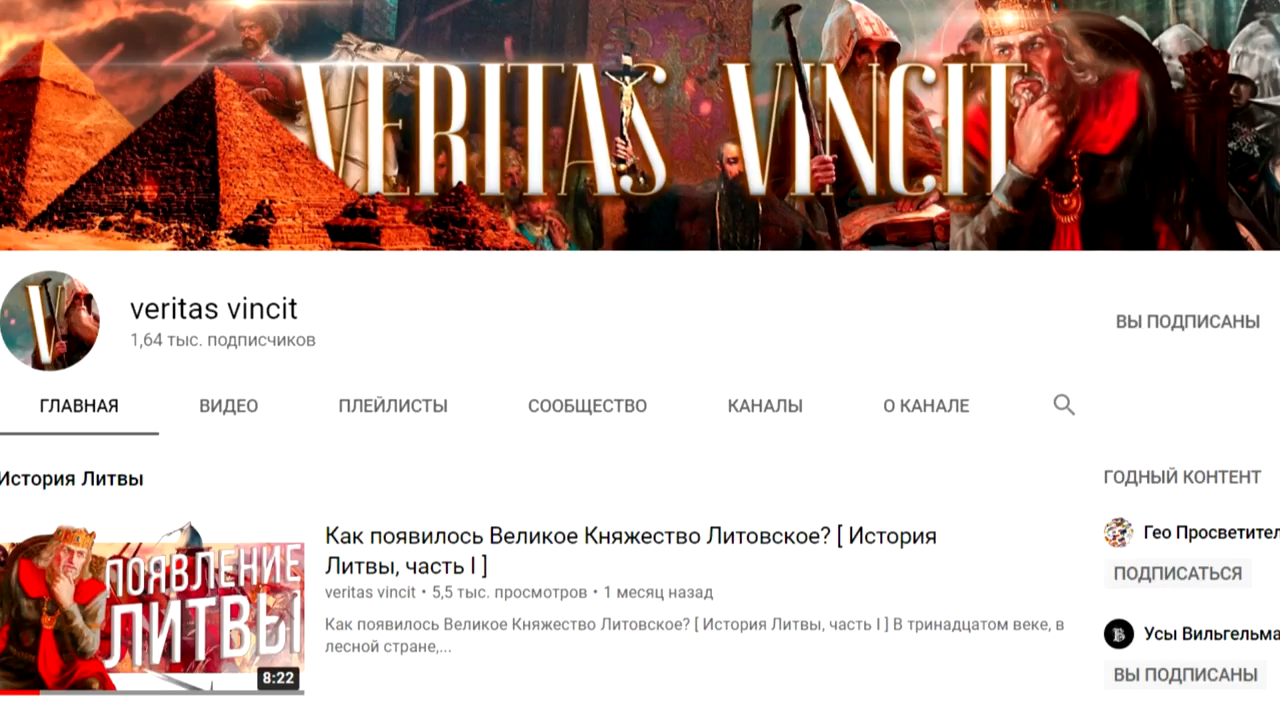 VERITAS VINCIT
veritas vincit
1,64 тыс. подписчиков
ВЫ ПОДПИСАНЫ
ГЛАВНАЯ
ВИДЕО
ПЛЕЙЛИСТЫ
СООБЩЕСТВО
КАНАЛЫ
О КАНАЛЕ
История Литвы
ПОЯВЛЕНИЕ
ЛИТВЫ
8:22
Как появилось Великое Княжество Литовское? [ История
Литвы, часть I ]
veritas vincit • 5,5 тыс. просмотров • 1 месяц назад
Как появилось Великое Княжество Литовское? [ История Литвы, часть I ] В тринадцатом веке, в
лесной стране,...
ГОДНЫЙ КОНТЕНТ
Гео Просветител
ПОДПИСАТЬСЯ
Усы Вильгельма
ВЫ ПОДПИСАНЫ